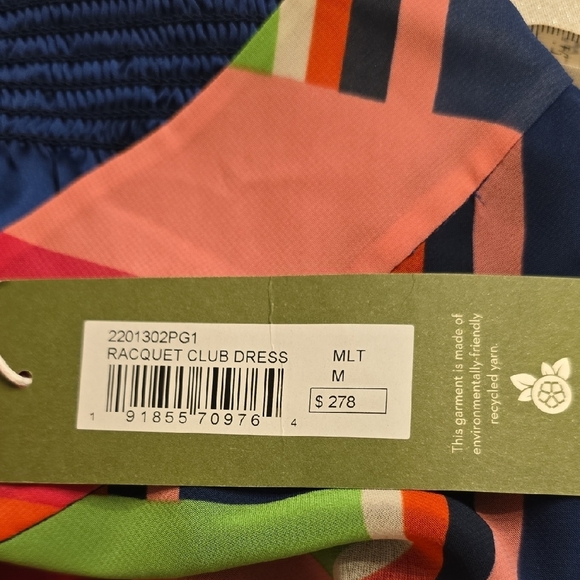 2201302PG1
RACQUET CLUB DRESS
MLT
M
$ 278
1 91855 70976 4
This garment is made of
environmentally-friendly
recycled yarn.